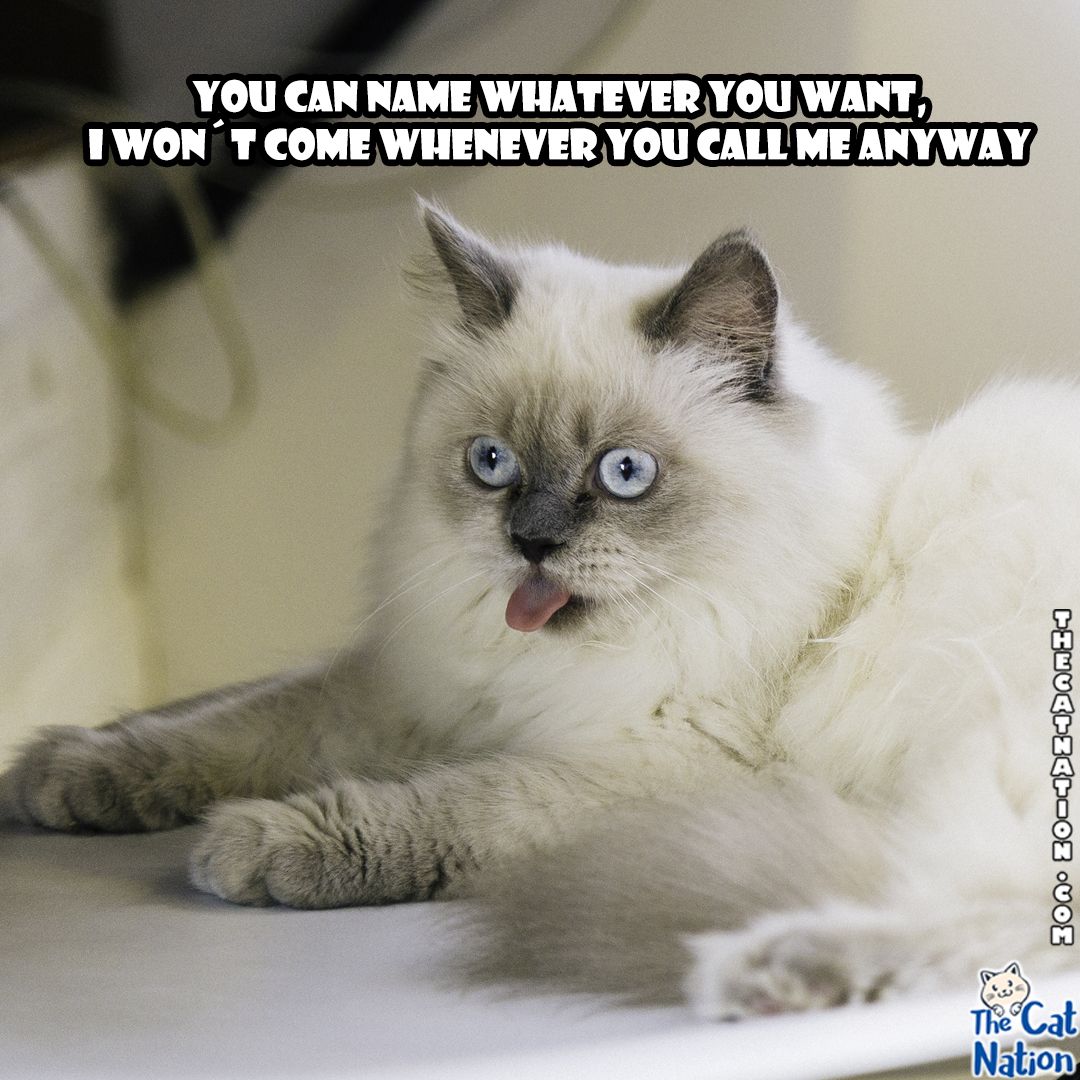 YOU CAN NAME WHATEVER YOU WANT,
I WON´T COME WHENEVER YOU CALL ME ANYWAY
THECATNATION.COM
The Cat
Nation